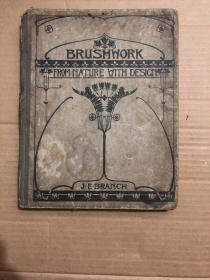 BRUSHWORK
FROM NATURE WITH DESIGN
J. E. BRANCH